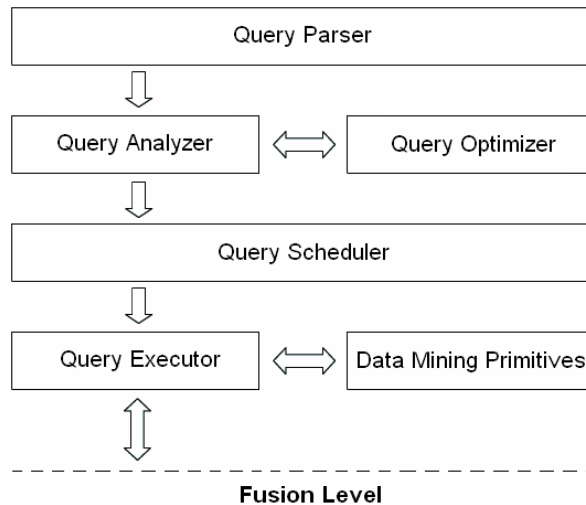 Query Parser
Query Analyzer
Query Optimizer
Query Scheduler
Query Executor
Data Mining Primitives
Fusion Level